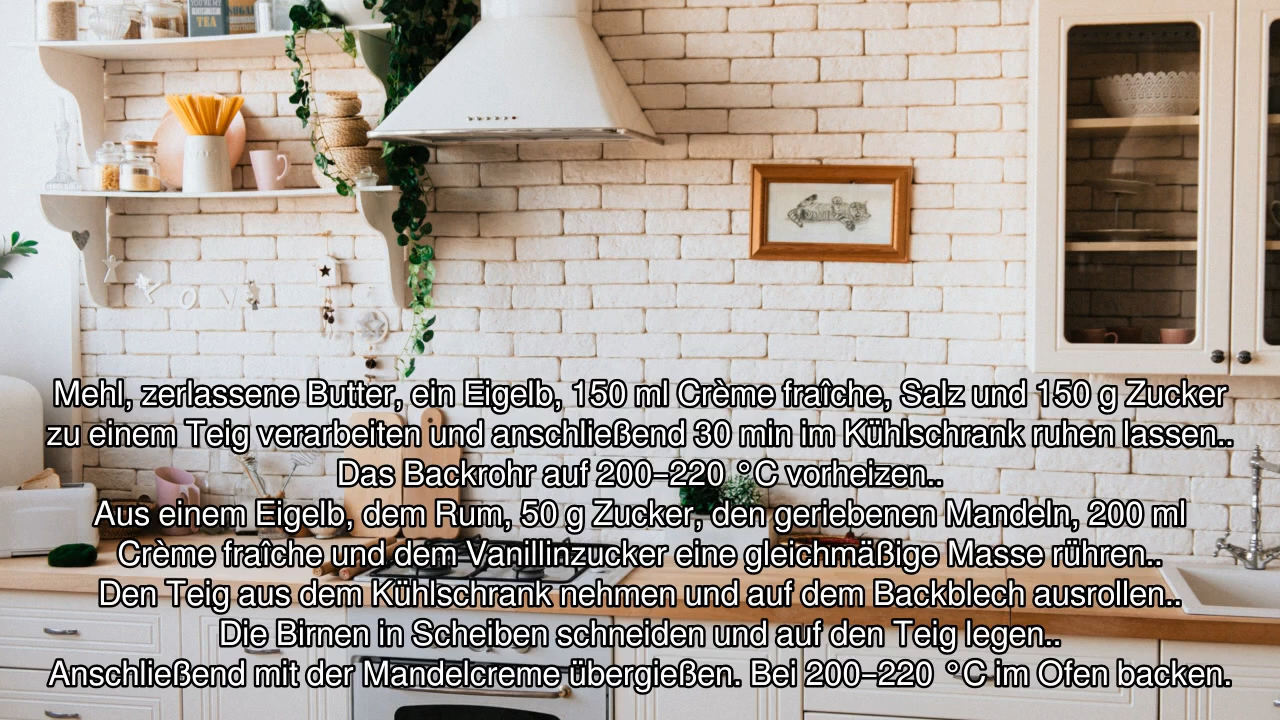 TEA
Mehl, zerlassene Butter, ein Eigelb, 150 ml Crème fraîche, Salz und 150 g Zucker
zu einem Teig verarbeiten und anschließend 30 min im Kühlschrank ruhen lassen..
Das Backrohr auf 200–220 °C vorheizen..
Aus einem Eigelb, dem Rum, 50 g Zucker, den geriebenen Mandeln, 200 ml
Crème fraîche und dem Vanillinzucker eine gleichmäßige Masse rühren..
Den Teig aus dem Kühlschrank nehmen und auf dem Backblech ausrollen..
Die Birnen in Scheiben schneiden und auf den Teig legen..
Anschließend mit der Mandelcreme übergießen. Bei 200–220 °C im Ofen backen.